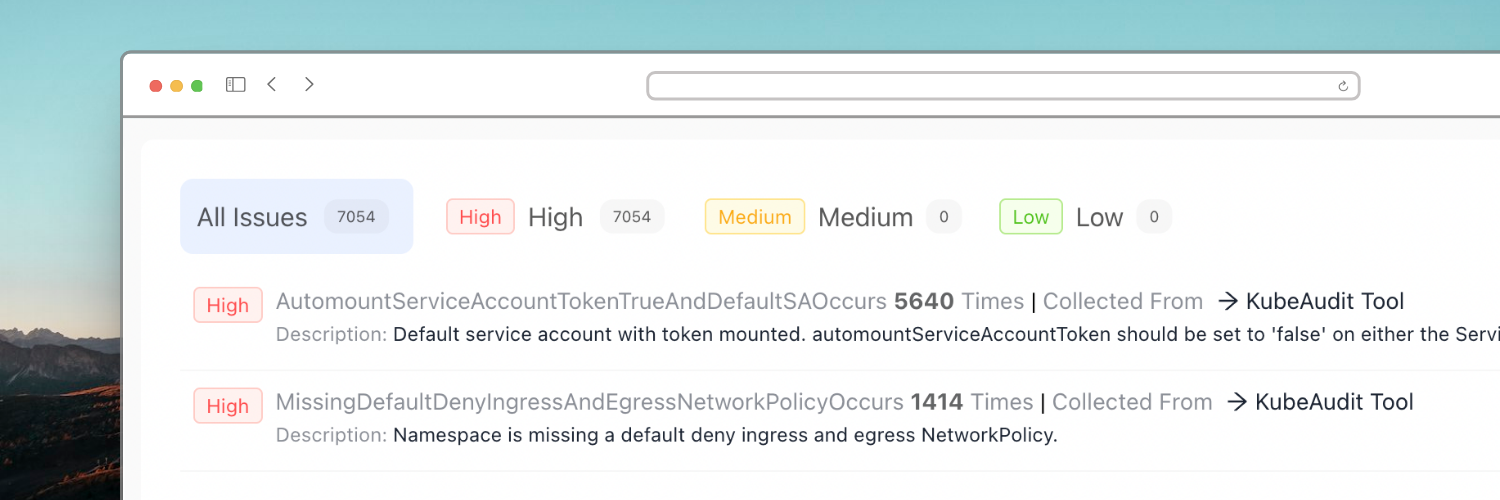 All Issues 7054 High High 7054 Medium Medium 0 Low Low 0
High AutomountServiceAccountTokenTrueAndDefaultSAOccurs 5640 Times | Collected From → KubeAudit Tool
Description: Default service account with token mounted. automountServiceAccountToken should be set to 'false' on either the Servi
High MissingDefaultDenyIngressAndEgressNetworkPolicyOccurs 1414 Times | Collected From → KubeAudit Tool
Description: Namespace is missing a default deny ingress and egress NetworkPolicy.